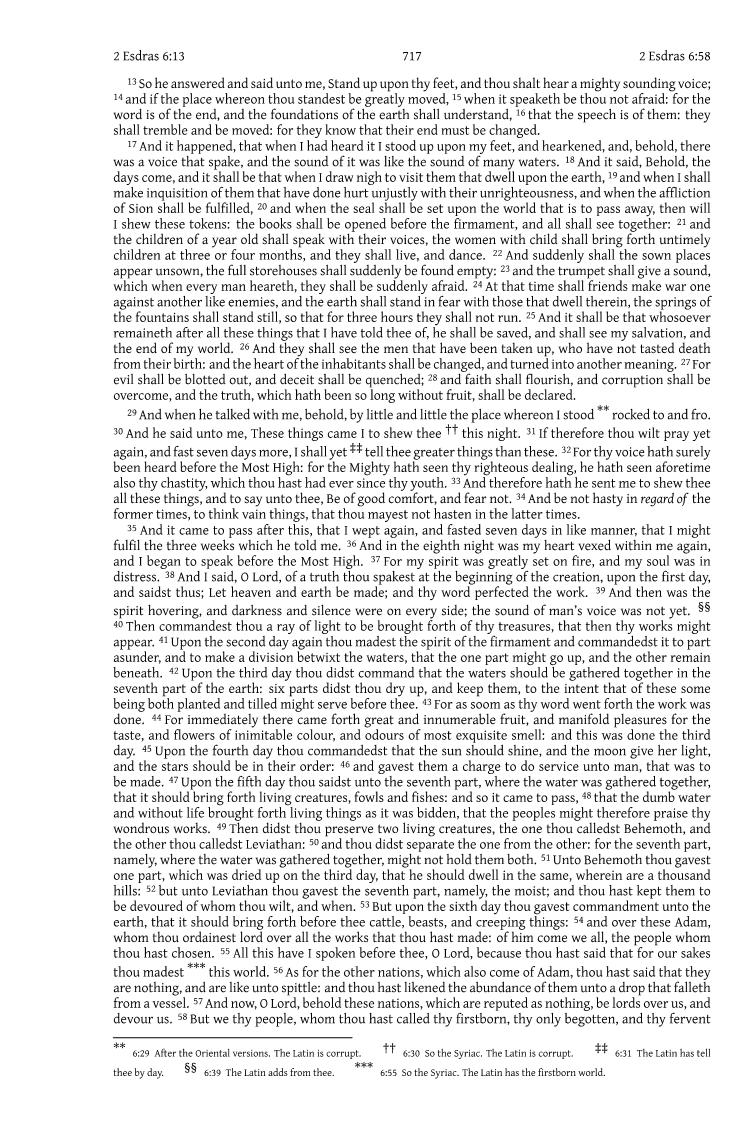 2 Esdras 6:13 717 2 Esdras 6:58
13 So he answered and said unto me, Stand up upon thy feet, and thou shalt hear a mighty sounding voice;
14 and if the place whereon thou standest be greatly moved, 15 when it speaketh be thou not afraid: for the
word is of the end, and the foundations of the earth shall understand, 16 that the speech is of them: they
shall tremble and be moved: for they know that their end must be changed.
17 And it happened, that when I had heard it I stood up upon my feet, and hearkened, and, behold, there
was a voice that spake, and the sound of it was like the sound of many waters. 18 And it said, Behold, the
days come, and it shall be that when I draw nigh to visit them that dwell upon the earth, 19 and when I shall
make inquisition of them that have done hurt unjustly with their unrighteousness, and when the affliction
of Sion shall be fulfilled, 20 and when the seal shall be set upon the world that is to pass away, then will
I shew these tokens: the books shall be opened before the firmament, and all shall see together: 21 and
the children of a year old shall speak with their voices, the women with child shall bring forth untimely
children at three or four months, and they shall live, and dance. 22 And suddenly shall the sown places
appear unsown, the full storehouses shall suddenly be found empty: 23 and the trumpet shall give a sound,
which when every man heareth, they shall be suddenly afraid. 24 At that time shall friends make war one
against another like enemies, and the earth shall stand in fear with those that dwell therein, the springs of
the fountains shall stand still, so that for three hours they shall not run. 25 And it shall be that whosoever
remaineth after all these things that I have told thee of, he shall be saved, and shall see my salvation, and
the end of my world. 26 And they shall see the men that have been taken up, who have not tasted death
from their birth: and the heart of the inhabitants shall be changed, and turned into another meaning. 27 For
evil shall be blotted out, and deceit shall be quenched; 28 and faith shall flourish, and corruption shall be
overcome, and the truth, which hath been so long without fruit, shall be declared.
29 And when he talked with me, behold, by little and little the place whereon I stood ** rocked to and fro.
30 And he said unto me, These things came I to shew thee †† this night. 31 If therefore thou wilt pray yet
again, and fast seven days more, I shall yet ‡‡ tell thee greater things than these. 32 For thy voice hath surely
been heard before the Most High: for the Mighty hath seen thy righteous dealing, he hath seen aforetime
also thy chastity, which thou hast had ever since thy youth. 33 And therefore hath he sent me to shew thee
all these things, and to say unto thee, Be of good comfort, and fear not. 34 And be not hasty in regard of the
former times, to think vain things, that thou mayest not hasten in the latter times.
35 And it came to pass after this, that I wept again, and fasted seven days in like manner, that I might
fulfil the three weeks which he told me. 36 And in the eighth night was my heart vexed within me again,
and I began to speak before the Most High. 37 For my spirit was greatly set on fire, and my soul was in
distress. 38 And I said, O Lord, of a truth thou spakest at the beginning of the creation, upon the first day,
and saidst thus; Let heaven and earth be made; and thy word perfected the work. 39 And then was the
spirit hovering, and darkness and silence were on every side; the sound of man's voice was not yet. §§
40 Then commandest thou a ray of light to be brought forth of thy treasures, that then thy works might
appear. 41 Upon the second day again thou madest the spirit of the firmament and commandedst it to part
asunder, and to make a division betwixt the waters, that the one part might go up, and the other remain
beneath. 42 Upon the third day thou didst command that the waters should be gathered together in the
seventh part of the earth: six parts didst thou dry up, and keep them, to the intent that of these some
being both planted and tilled might serve before thee. 43 For as soon as thy word went forth the work was
done. 44 For immediately there came forth great and innumerable fruit, and manifold pleasures for the
taste, and flowers of inimitable colour, and odours of most exquisite smell: and this was done the third
day. 45 Upon the fourth day thou commandedst that the sun should shine, and the moon give her light,
and the stars should be in their order: 46 and gavest them a charge to do service unto man, that was to
be made. 47 Upon the fifth day thou saidst unto the seventh part, where the water was gathered together,
that it should bring forth living creatures, fowls and fishes: and so it came to pass, 48 that the dumb water
and without life brought forth living things as it was bidden, that the peoples might therefore praise thy
wondrous works. 49 Then didst thou preserve two living creatures, the one thou calledst Behemoth, and
the other thou calledst Leviathan: 50 and thou didst separate the one from the other: for the seventh part,
namely, where the water was gathered together, might not hold them both. 51 Unto Behemoth thou gavest
one part, which was dried up on the third day, that he should dwell in the same, wherein are a thousand
hills: 52 but unto Leviathan thou gavest the seventh part, namely, the moist; and thou hast kept them to
be devoured of whom thou wilt, and when. 53 But upon the sixth day thou gavest commandment unto the
earth, that it should bring forth before thee cattle, beasts, and creeping things: 54 and over these Adam,
whom thou ordainest lord over all the works that thou hast made: of him come we all, the people whom
thou hast chosen. 55 All this have I spoken before thee, O Lord, because thou hast said that for our sakes
thou madest *** this world. 56 As for the other nations, which also come of Adam, thou hast said that they
are nothing, and are like unto spittle: and thou hast likened the abundance of them unto a drop that falleth
from a vessel. 57 And now, O Lord, behold these nations, which are reputed as nothing, be lords over us, and
devour us. 58 But we thy people, whom thou hast called thy firstborn, thy only begotten, and thy fervent
** 6:29 After the Oriental versions. The Latin is corrupt. †† 6:30 So the Syriac. The Latin is corrupt. ‡‡ 6:31 The Latin has tell
thee by day. §§ 6:39 The Latin adds from thee. *** 6:55 So the Syriac. The Latin has the firstborn world.